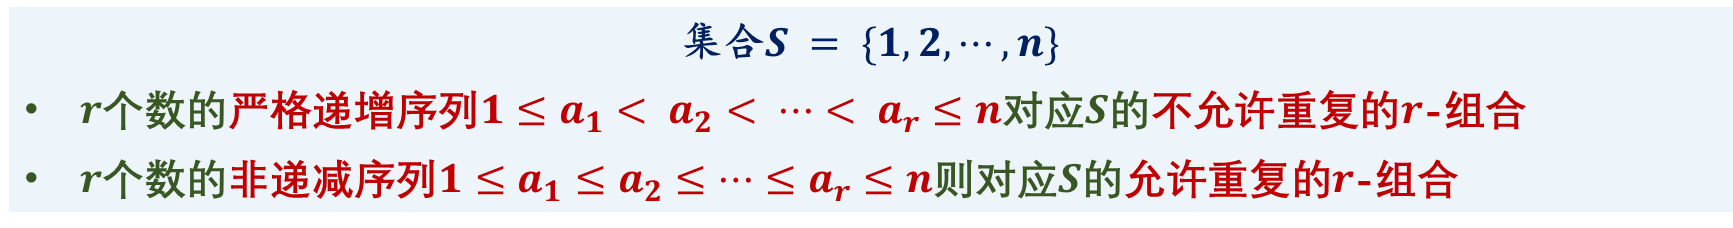 集合S = {1, 2, ⋯, n}
• r个数的严格递增序列1 ≤ a₁ < a₂ < ⋯ < aᵣ ≤ n对应S的不允许重复的r-组合
• r个数的非递减序列1 ≤ a₁ ≤ a₂ ≤ ⋯ ≤ aᵣ ≤ n则对应S的允许重复的r-组合